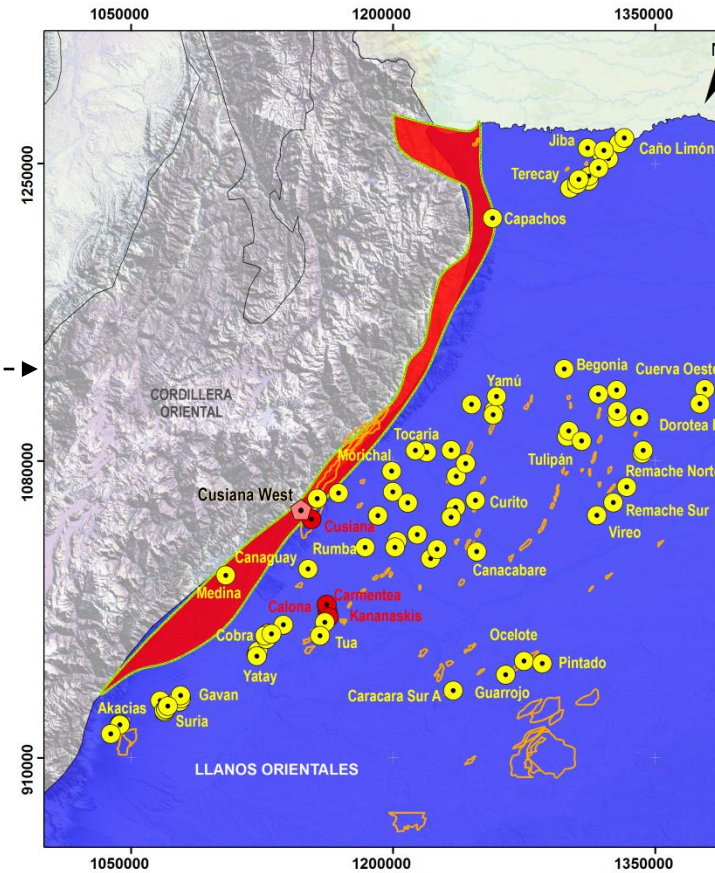 1050000
1200000
1350000
N
Jiba
Caño Limón
1250000
Terecay
Capachos
I
Begonia
Cuerva Oeste
Yamú
CORDILLERA
ORIENTAL
Dorotea
Tocaria
1080000
1080000
Morichal
Tulipán
Remache Norte
Cusiana West
Curito
Remache Sur
Cusiana
Vireo
Canaguay
Rumba
Canacabare
Medina
Carmentea
Calona
Kananaskis
Cobra
Tua
Ocelote
Yatay
Pintado
Gavan
Caracara Sur A
Guarrojo
Akacias
Suria
910000
910000
LLANOS ORIENTALES
1050000
1200000
1350000